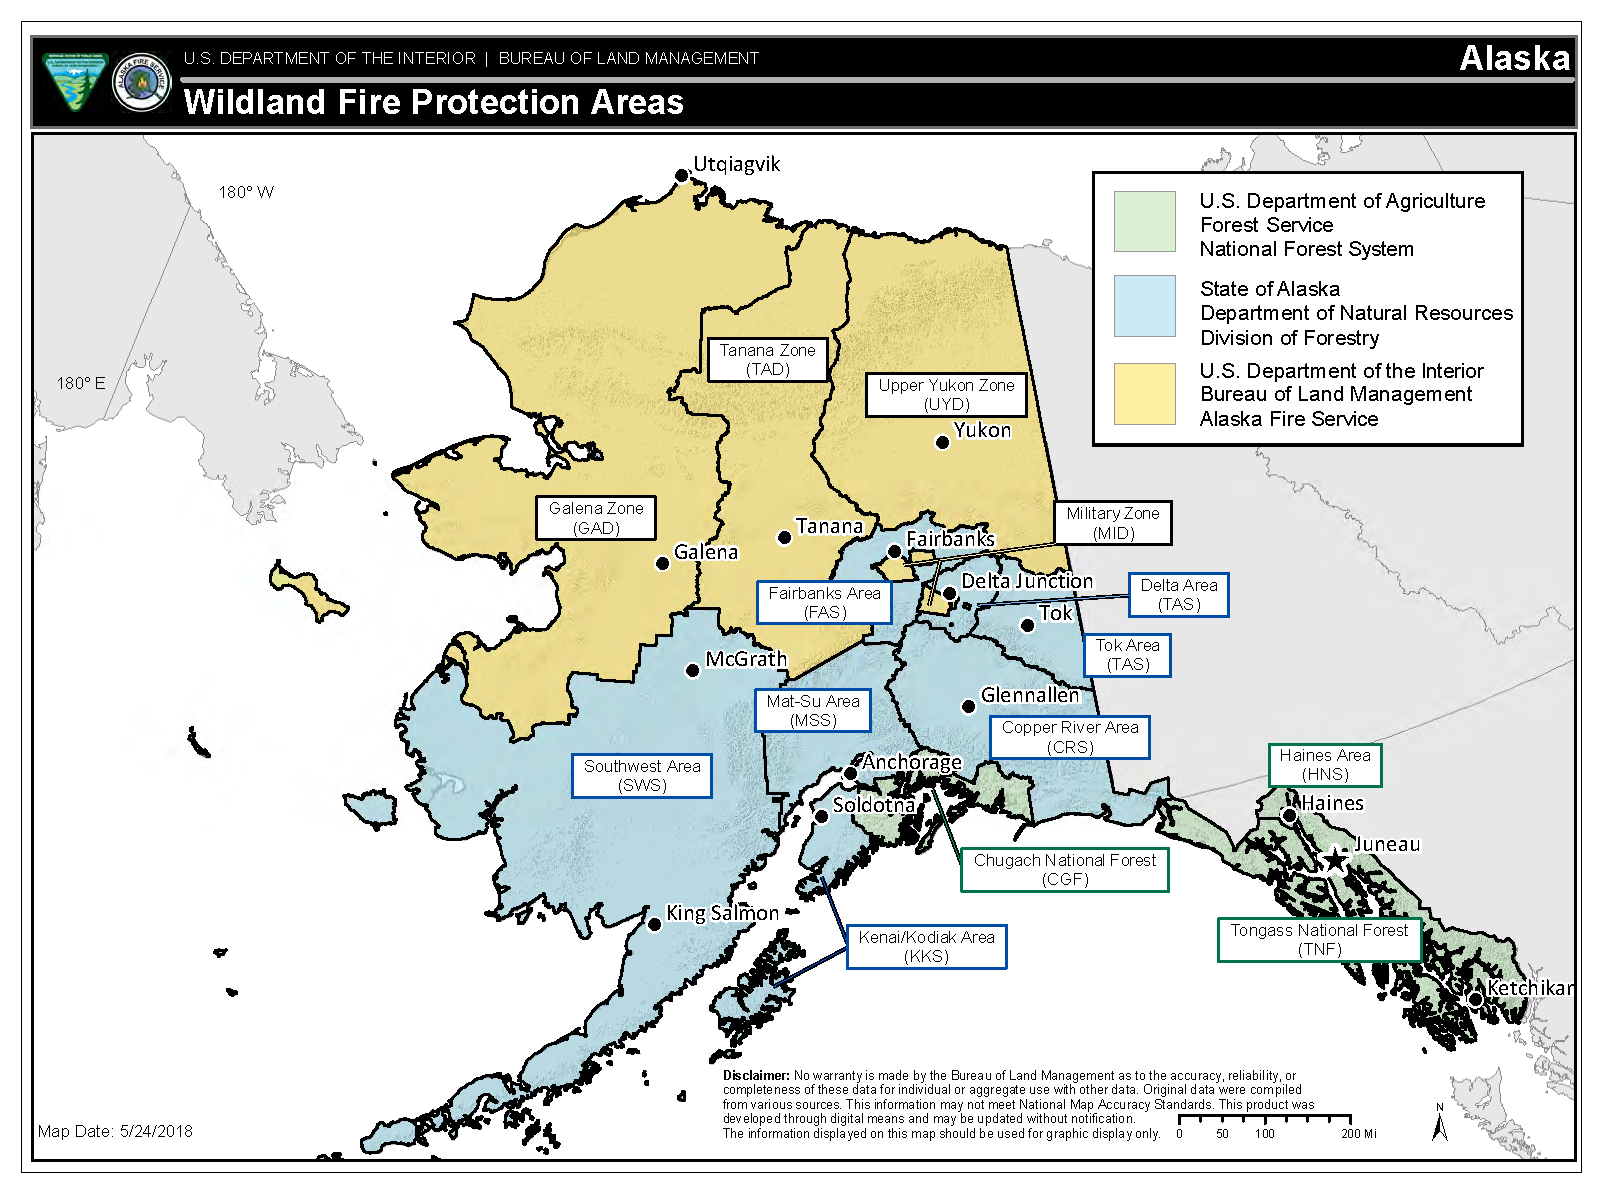 U.S. DEPARTMENT OF THE INTERIOR | BUREAU OF LAND MANAGEMENT
Alaska
Wildland Fire Protection Areas
Utqiagvik
180° W
U.S. Department of Agriculture
Forest Service
National Forest System
State of Alaska
Department of Natural Resources
Division of Forestry
U.S. Department of the Interior
Bureau of Land Management
Alaska Fire Service
180° E
Tanana Zone
(TAD)
Upper Yukon Zone
(UYD)
Yukon
Galena Zone
(GAD)
Military Zone
(MID)
Tanana
Fairbanks
Galena
Delta Junction
Delta Area
(TAS)
Fairbanks Area
(FAS)
Tok
Tok Area
(TAS)
McGrath
Mat-Su Area
(MSS)
Glennallen
Copper River Area
(CRS)
Southwest Area
(SWS)
Anchorage
Haines Area
(HNS)
Soldotna
Haines
Juneau
Chugach National Forest
(CGF)
King Salmon
Kenai/Kodiak Area
(KKS)
Tongass National Forest
(TNF)
Ketchikan
Disclaimer: No warranty is made by the Bureau of Land Management as to the accuracy, reliability, or
completeness of these data for individual or aggregate use with other data. Original data were compiled
from various sources. This information may not meet National Map Accuracy Standards. This product was
developed through digital means and may be updated without notification.
The information displayed on this map should be used for graphic display only.
0 50 100 200 Mi
N
Map Date: 5/24/2018